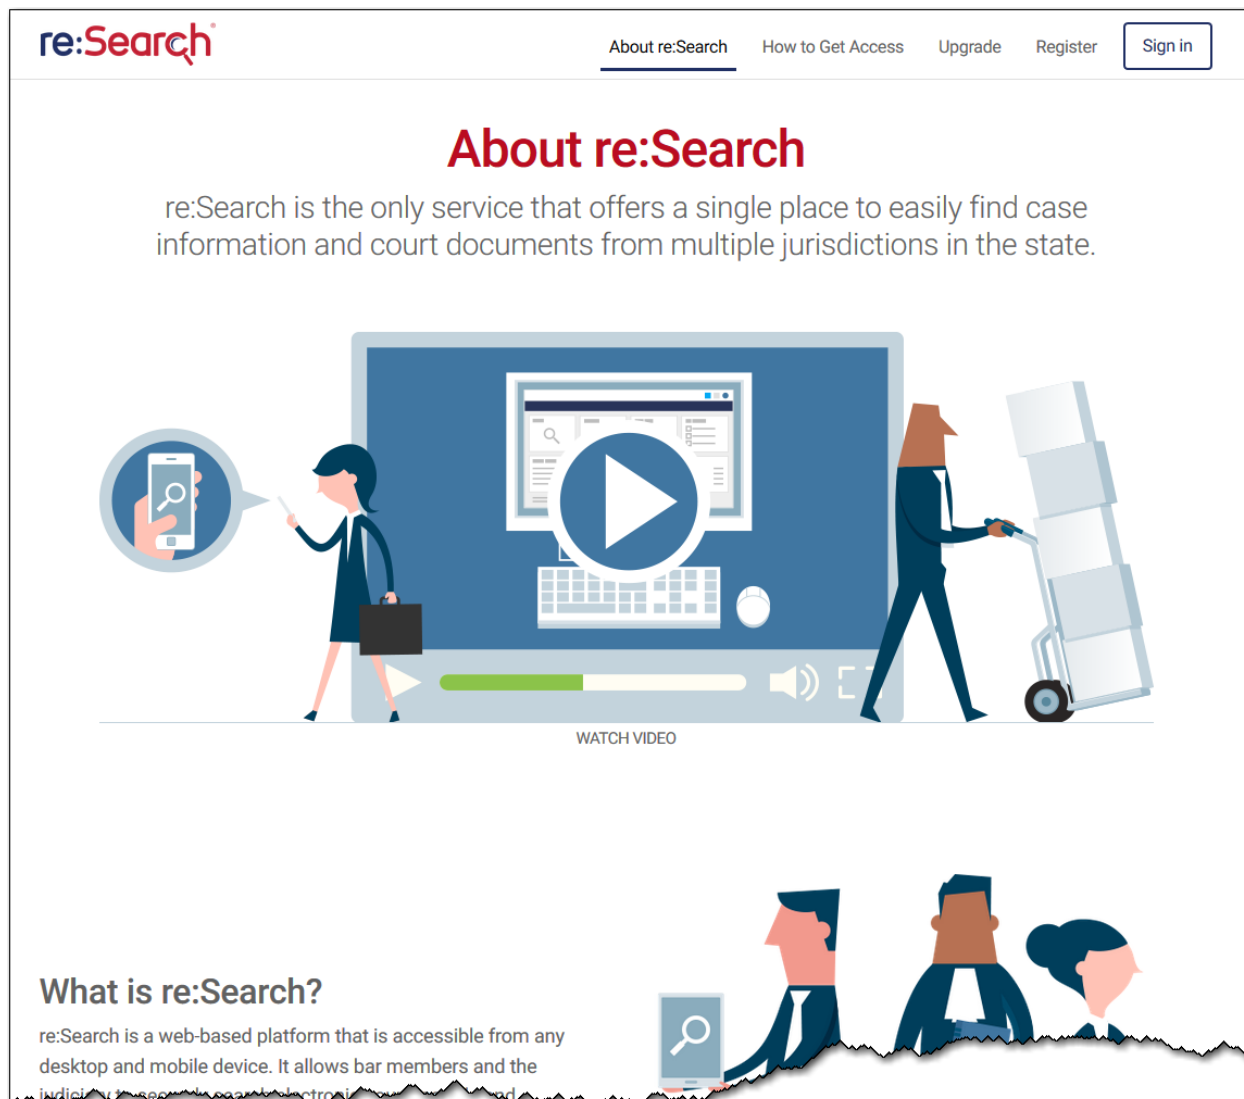 re:Search®
About re:Search
How to Get Access
Upgrade
Register
Sign in
About re:Search
re:Search is the only service that offers a single place to easily find case
information and court documents from multiple jurisdictions in the state.
WATCH VIDEO
What is re:Search?
re:Search is a web-based platform that is accessible from any
desktop and mobile device. It allows bar members and the